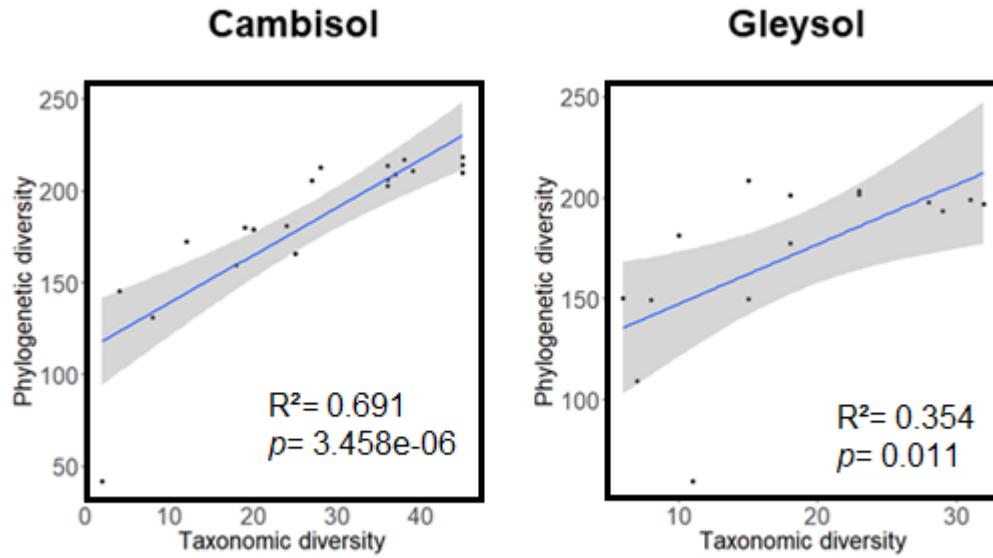 Cambisol
Phylogenetic diversity
250
200
150
100
50
R²= 0.691
p= 3.458e-06
0 10 20 30 40
Taxonomic diversity
Gleysol
Phylogenetic diversity
250
200
150
100
R²= 0.354
p= 0.011
10 20 30
Taxonomic diversity